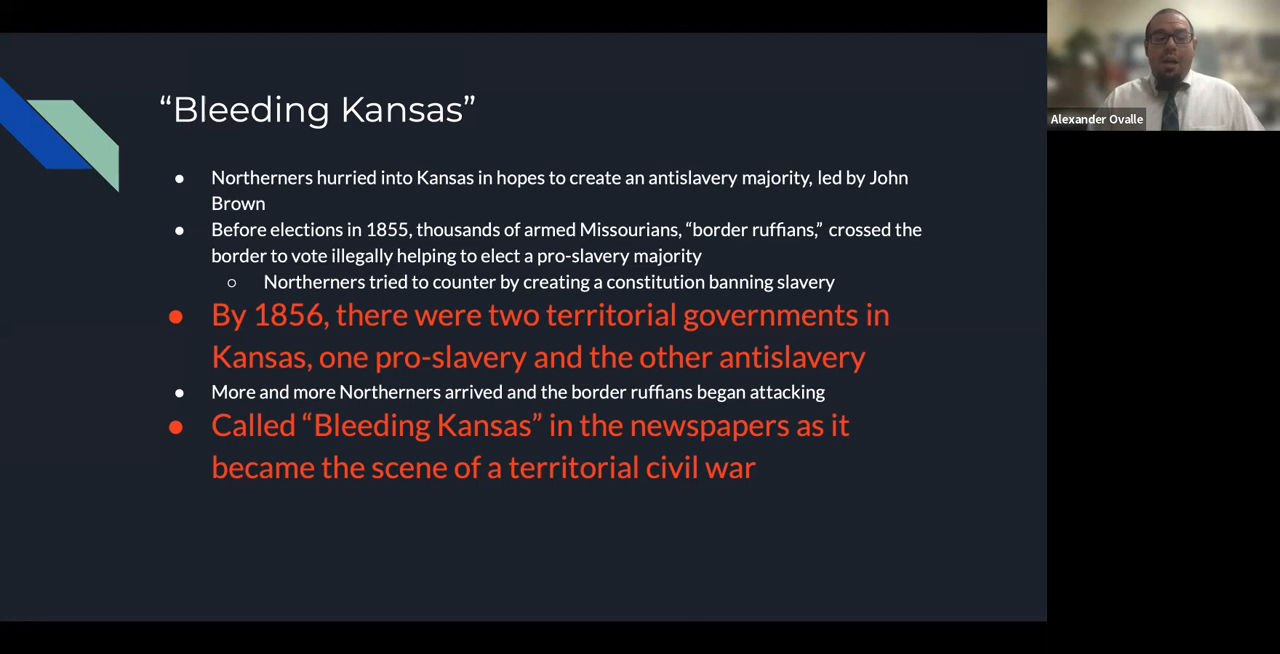 “Bleeding Kansas”
● Northerners hurried into Kansas in hopes to create an antislavery majority, led by John
Brown
● Before elections in 1855, thousands of armed Missourians, “border ruffians,” crossed the
border to vote illegally helping to elect a pro-slavery majority
○ Northerners tried to counter by creating a constitution banning slavery
● By 1856, there were two territorial governments in
Kansas, one pro-slavery and the other antislavery
● More and more Northerners arrived and the border ruffians began attacking
● Called “Bleeding Kansas” in the newspapers as it
became the scene of a territorial civil war
Alexander Ovalle